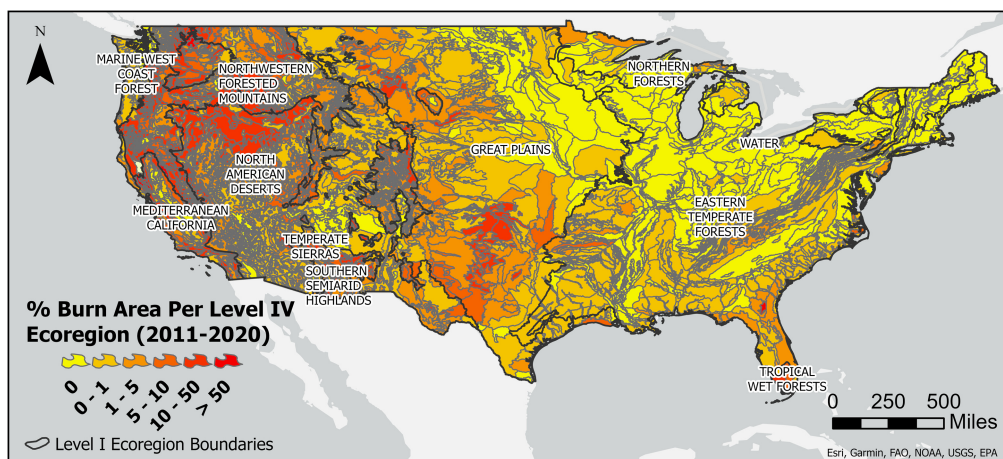 N
MARINE WEST
COAST
FOREST
NORTHWESTERN
FORESTED
MOUNTAINS
NORTHERN
FORESTS
GREAT PLAINS
WATER
NORTH
AMERICAN
DESERTS
EASTERN
TEMPERATE
FORESTS
MEDITERRANEAN
CALIFORNIA
TEMPERATE
SIERRAS
SOUTHERN
SEMIARID
HIGHLANDS
TROPICAL
WET FORESTS
% Burn Area Per Level IV
Ecoregion (2011-2020)
0
0 - 1
1 - 5
5 - 10
10 - 50
> 50
Level I Ecoregion Boundaries
0 250 500
Miles
Esri, Garmin, FAO, NOAA, USGS, EPA